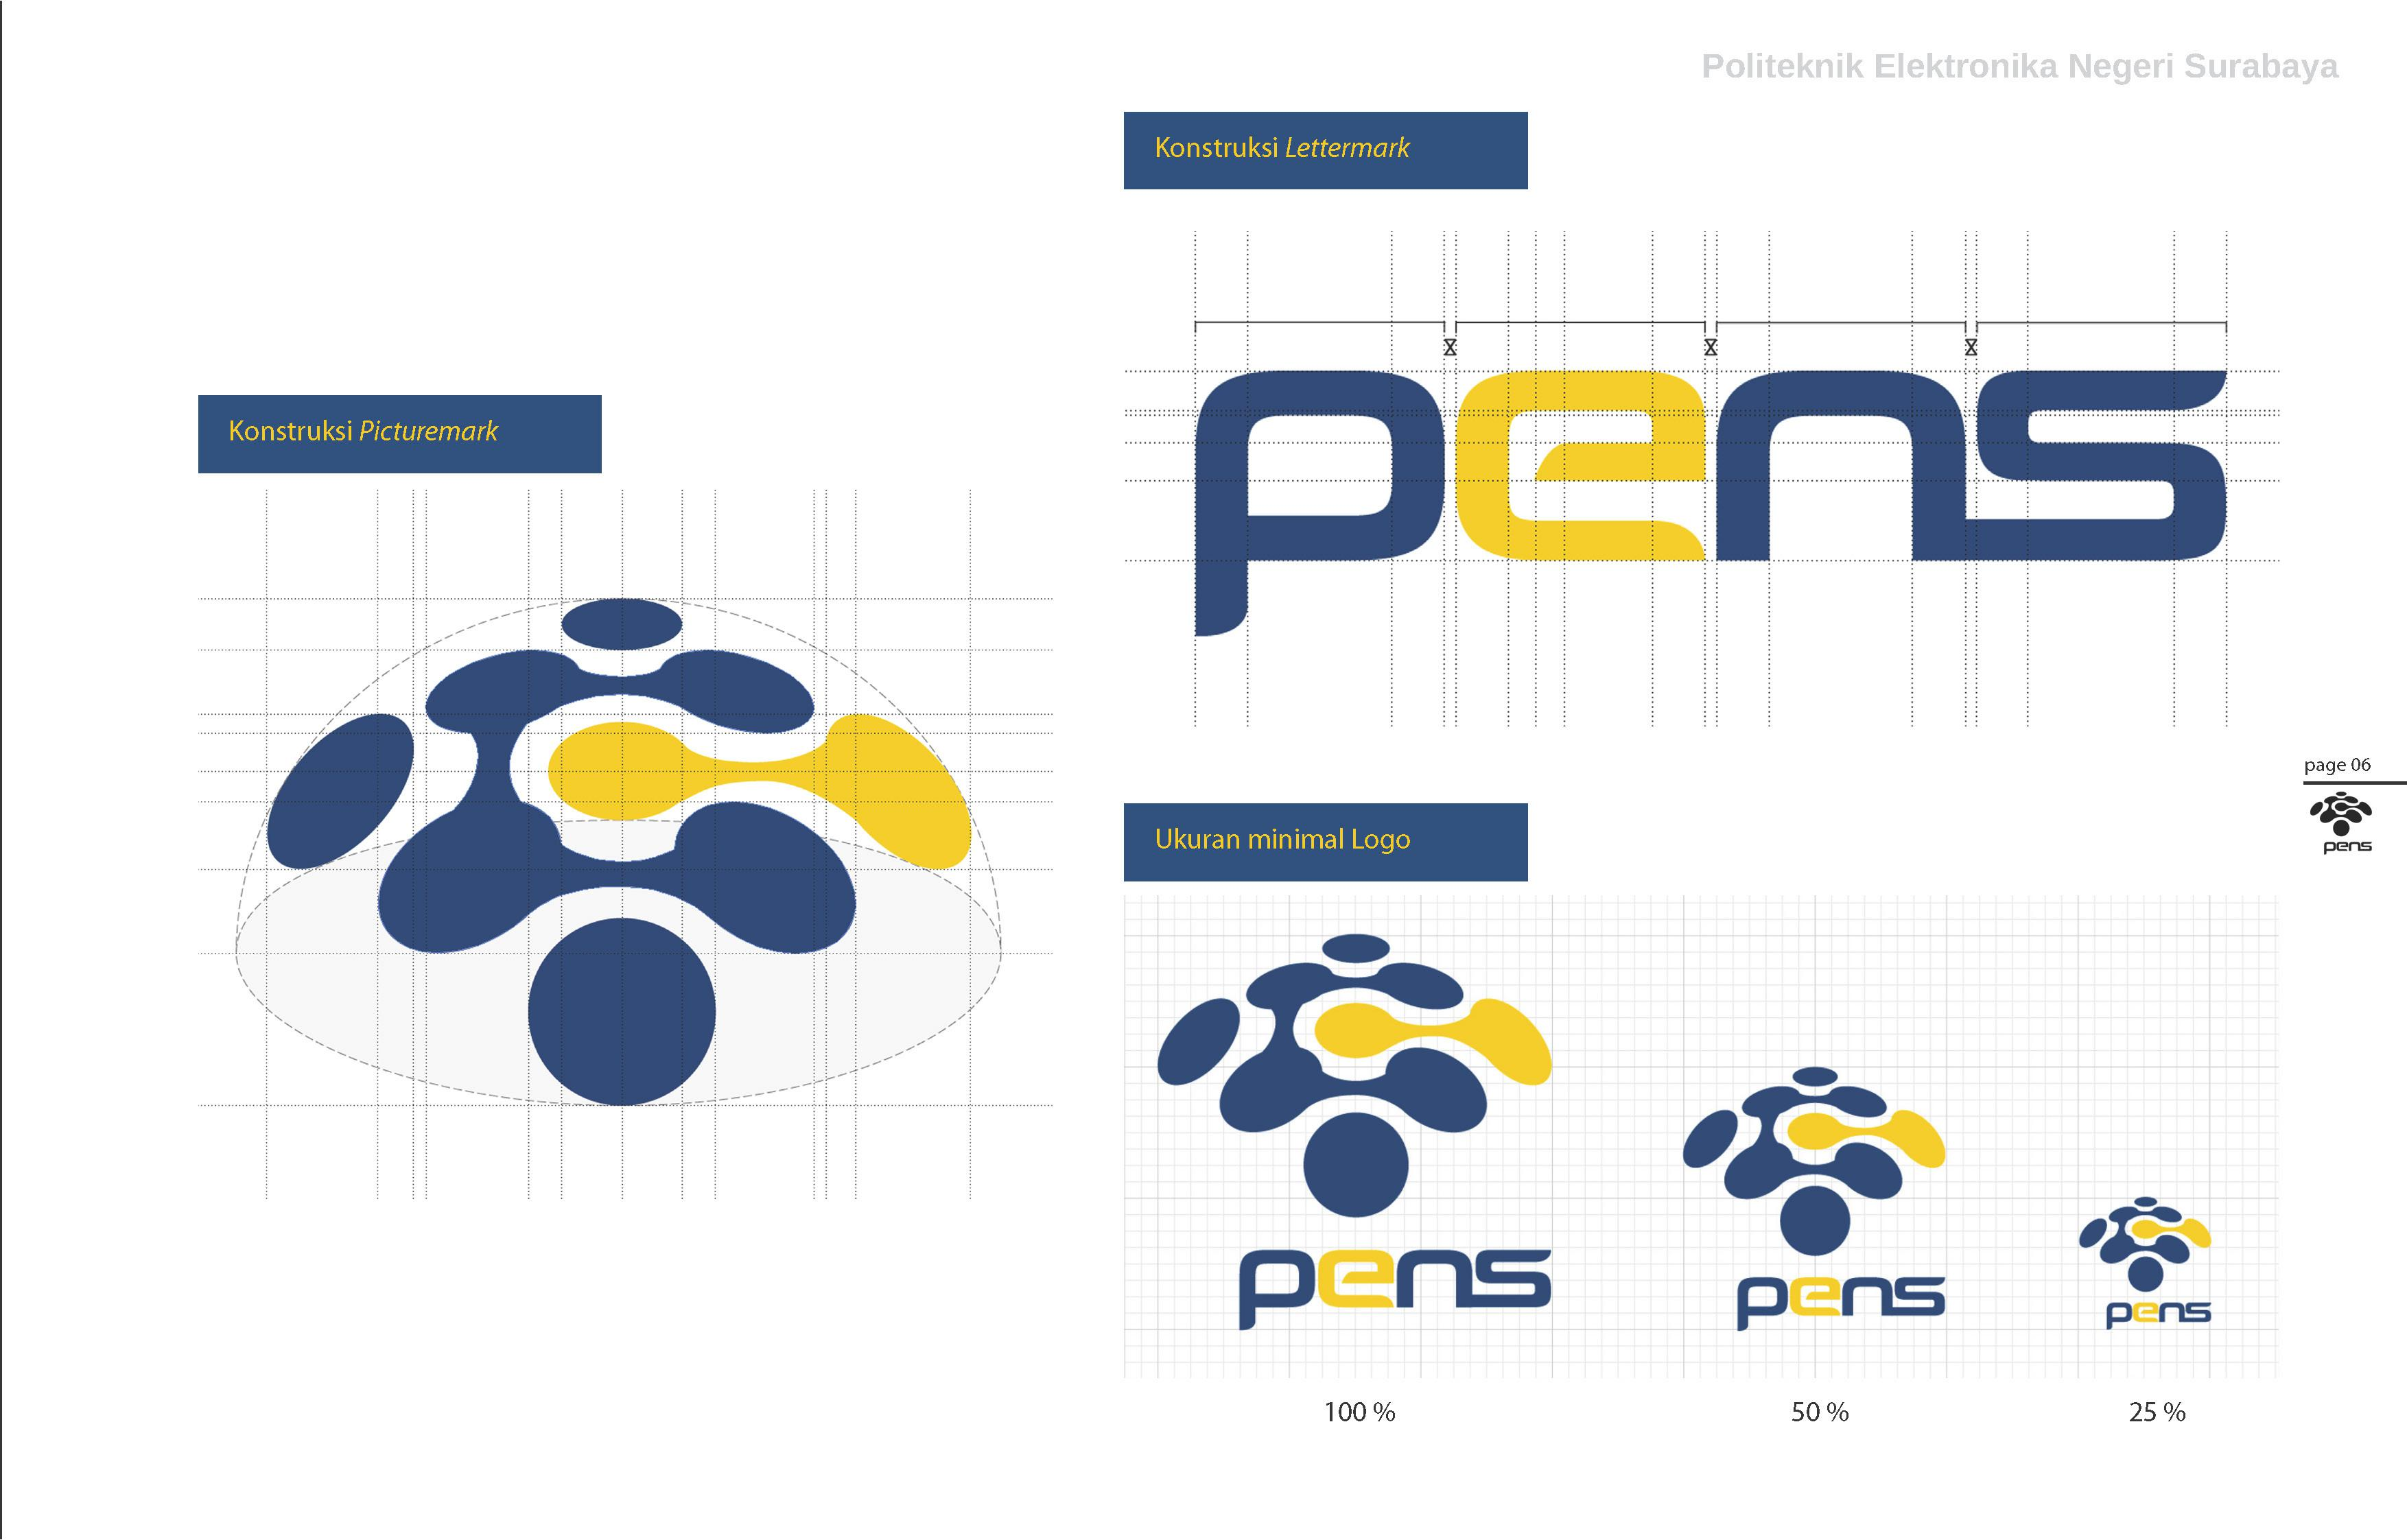 Politeknik Elektronika Negeri Surabaya
Konstruksi Lettermark
x x x
pens
Konstruksi Picturemark
page 06
pens
Ukuran minimal Logo
pens pens pens
100 % 50 % 25 %